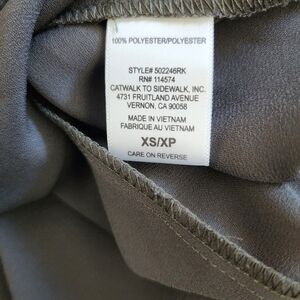 100% POLYESTER/POLYESTER
STYLE# 502246RK
RN# 114574
CATWALK TO SIDEWALK, INC.
4731 FRUITLAND AVENUE
VERNON, CA 90058
MADE IN VIETNAM
FABRIQUE AU VIETNAM
XS/XP
CARE ON REVERSE